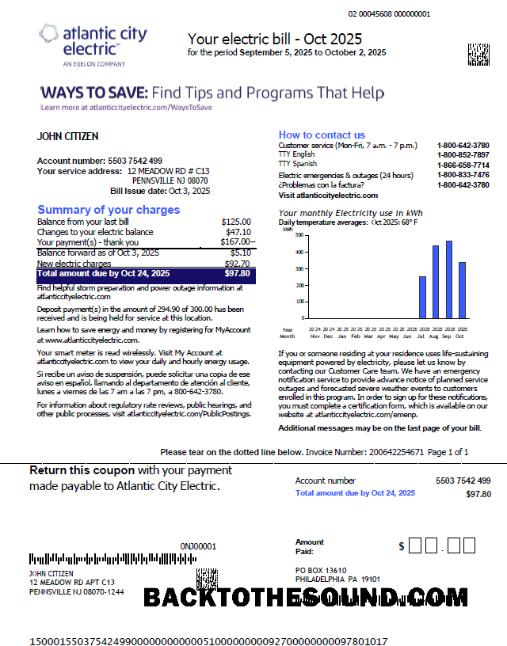 02 00045608 000000001
atlantic city
electric™
AN EXELON COMPANY
Your electric bill - Oct 2025
for the period September 5, 2025 to October 2, 2025
WAYS TO SAVE: Find Tips and Programs That Help
Learn more at atlanticcityelectric.com/WaysToSave
JOHN CITIZEN
Account number: 5503 7542 499
Your service address: 12 MEADOW RD # C13
PENNSVILLE NJ 08070
Bill Issue date: Oct 3, 2025
Summary of your charges
Balance from your last bill $125.00
Changes to your electric balance $47.10
Your payment(s) - thank you $167.00–
Balance forward as of Oct 3, 2025 $5.10
New electric charges $92.70
Total amount due by Oct 24, 2025 $97.80
Find helpful storm preparation and power outage information at
atlanticcityelectric.com
Deposit payment(s) in the amount of 294.90 of 300.00 has been
received and is being held for service at this location.
Learn how to save energy and money by registering for MyAccount
at www.atlanticcityelectric.com.
Your smart meter is read wirelessly. Visit My Account at
atlanticcityelectric.com to view your daily and hourly energy usage.
Si recibe un aviso de suspensión, puede solicitar una copia de ese
aviso en español, llamando al departamento de atención al cliente,
lunes a viernes de las 7 am a las 7 pm, a 800-642-3780.
For information about regulatory rate reviews, public hearings, and
other public processes, visit atlanticcityelectric.com/PublicPostings.
How to contact us
Customer service (Mon-Fri, 7 a.m. - 7 p.m.) 1-800-642-3780
TTY English 1-800-852-7897
TTY Spanish 1-866-658-7714
Electric emergencies & outages (24 hours) 1-800-833-7476
¿Problemas con la factura? 1-800-642-3780
Visit atlanticcityelectric.com
Your monthly Electricity use in kWh
Daily temperature averages: Oct 2025: 68° F
kWh
500
400
300
200
100
0
Year 2024 20 20 20 20 20 20 20 20 20 20 2025
Month Nov Dec Jan Feb Mar Apr May Jun Jul Aug Sep Oct
If you or someone residing at your residence uses life-sustaining
equipment powered by electricity, please let us know by
contacting our Customer Care team. We have an emergency
notification service to provide advance notice of planned service
outages and forecasted severe weather events to customers
enrolled in this program. In order to sign up for these notifications,
you must complete a certification form, which is available on our
website at atlanticcityelectric.com/emenp.
Additional messages may be on the last page of your bill.
Please tear on the dotted line below. Invoice Number: 200642254671 Page 1 of 1
Return this coupon with your payment
made payable to Atlantic City Electric.
Account number 5503 7542 499
Total amount due by Oct 24, 2025 $97.80
0NJ00001
Amount
Paid: $ .
JOHN CITIZEN
12 MEADOW RD APT C13
PENNSVILLE NJ 08070-1244
PO BOX 13610
PHILADELPHIA PA 19101
BACKTOTHESOUND.COM